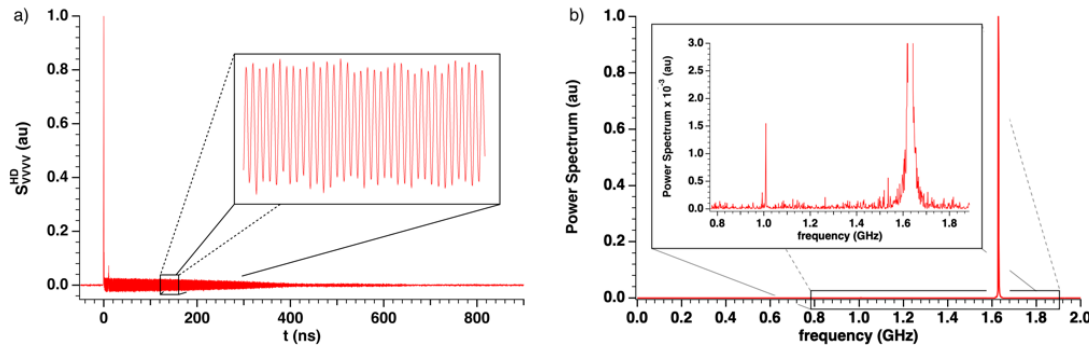 a)
S^HD_VVVV (au)
1.0
0.8
0.6
0.4
0.2
0.0
0 200 400 600 800
t (ns)
b)
Power Spectrum (au)
1.0
0.8
0.6
0.4
0.2
0.0
0.0 0.2 0.4 0.6 0.8 1.0 1.2 1.4 1.6 1.8 2.0
frequency (GHz)
Power Spectrum x 10^-3 (au)
3.0
2.5
2.0
1.5
1.0
0.5
0.0
0.8 1.0 1.2 1.4 1.6 1.8
frequency (GHz)